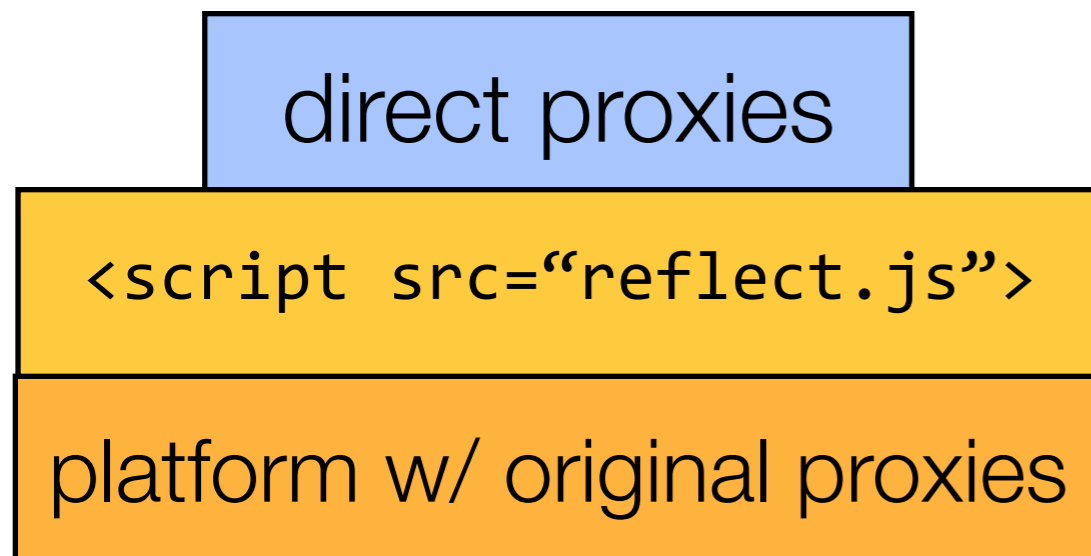 direct proxies
<script src=“reflect.js”>
platform w/ original proxies